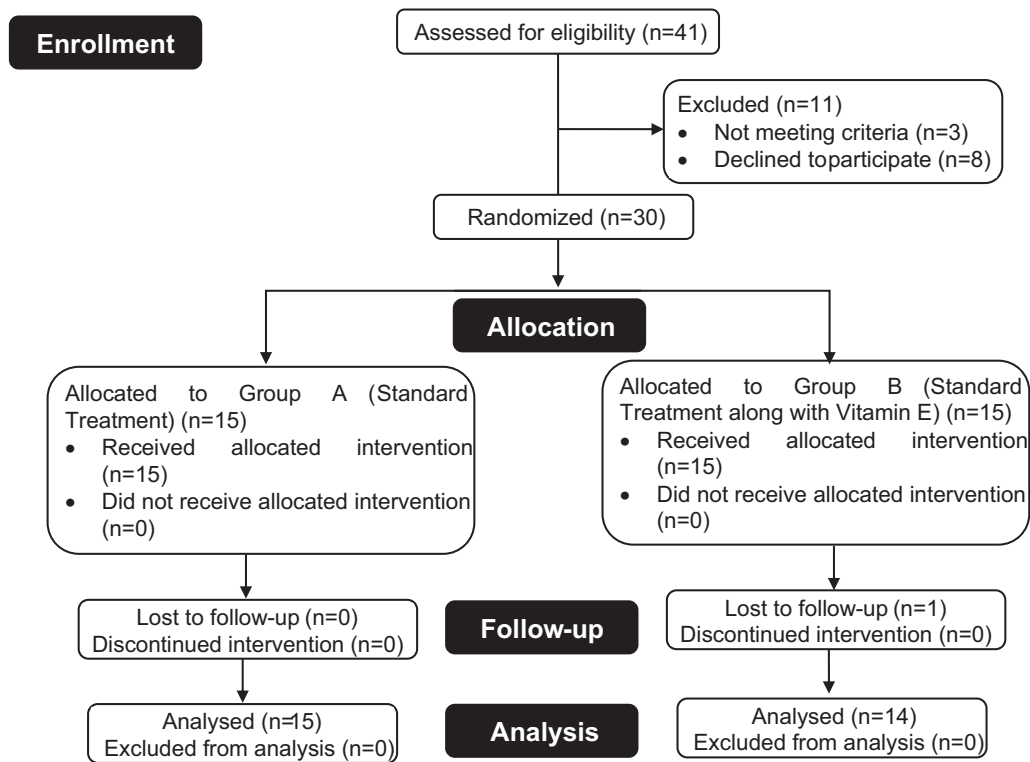 Enrollment
Assessed for eligibility (n=41)
Excluded (n=11)
• Not meeting criteria (n=3)
• Declined toparticipate (n=8)
Randomized (n=30)
Allocation
Allocated to Group A (Standard
Treatment) (n=15)
• Received allocated intervention
(n=15)
• Did not receive allocated intervention
(n=0)
Allocated to Group B (Standard
Treatment along with Vitamin E) (n=15)
• Received allocated intervention
(n=15)
• Did not receive allocated intervention
(n=0)
Lost to follow-up (n=0)
Discontinued intervention (n=0)
Follow-up
Lost to follow-up (n=1)
Discontinued intervention (n=0)
Analysed (n=15)
Excluded from analysis (n=0)
Analysis
Analysed (n=14)
Excluded from analysis (n=0)